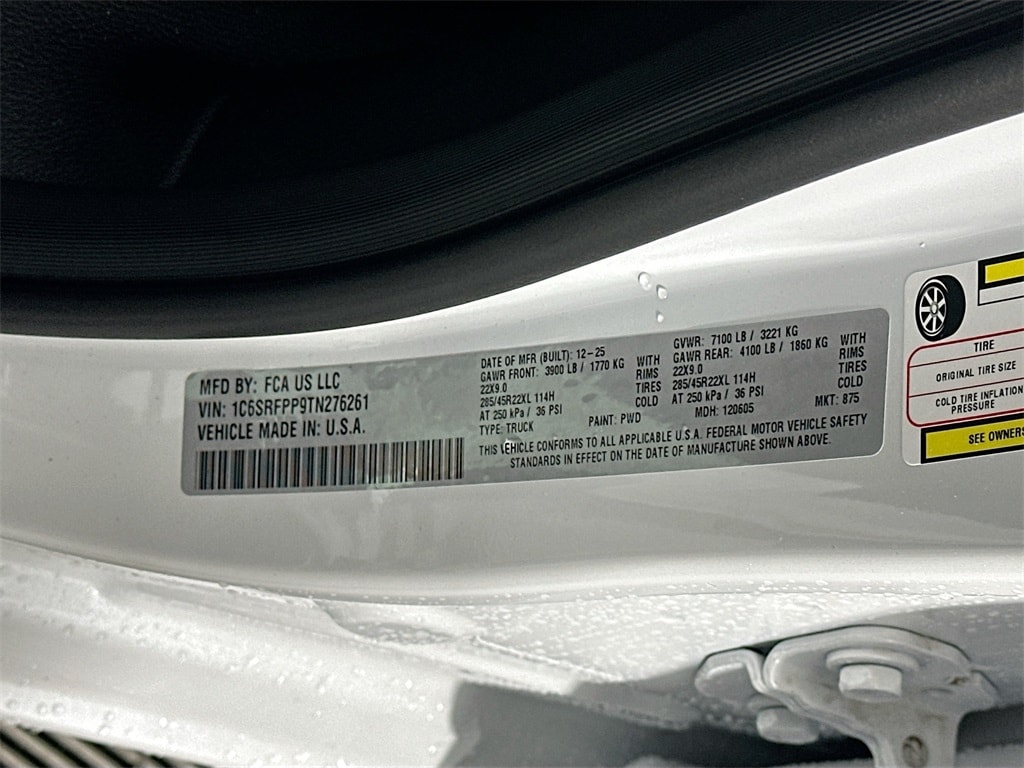 MFD BY: FCA US LLC
VIN: 1C6SRFPP9TN276261
VEHICLE MADE IN: U.S.A.
DATE OF MFR (BUILT): 12-25
GAWR FRONT: 3900 LB / 1770 KG WITH
22X9.0 RIMS
285/45R22XL 114H TIRES
AT 250 kPa / 36 PSI COLD
TYPE: TRUCK PAINT: PWD
GVWR: 7100 LB / 3221 KG
GAWR REAR: 4100 LB / 1860 KG WITH
22X9.0 RIMS
285/45R22XL 114H TIRES
AT 250 kPa / 36 PSI COLD
MDH: 120605 MKT: 875
THIS VEHICLE CONFORMS TO ALL APPLICABLE U.S.A. FEDERAL MOTOR VEHICLE SAFETY
STANDARDS IN EFFECT ON THE DATE OF MANUFACTURE SHOWN ABOVE.
TIRE
ORIGINAL TIRE SIZE
COLD TIRE INFLATION
PRESSURE
SEE OWNERS